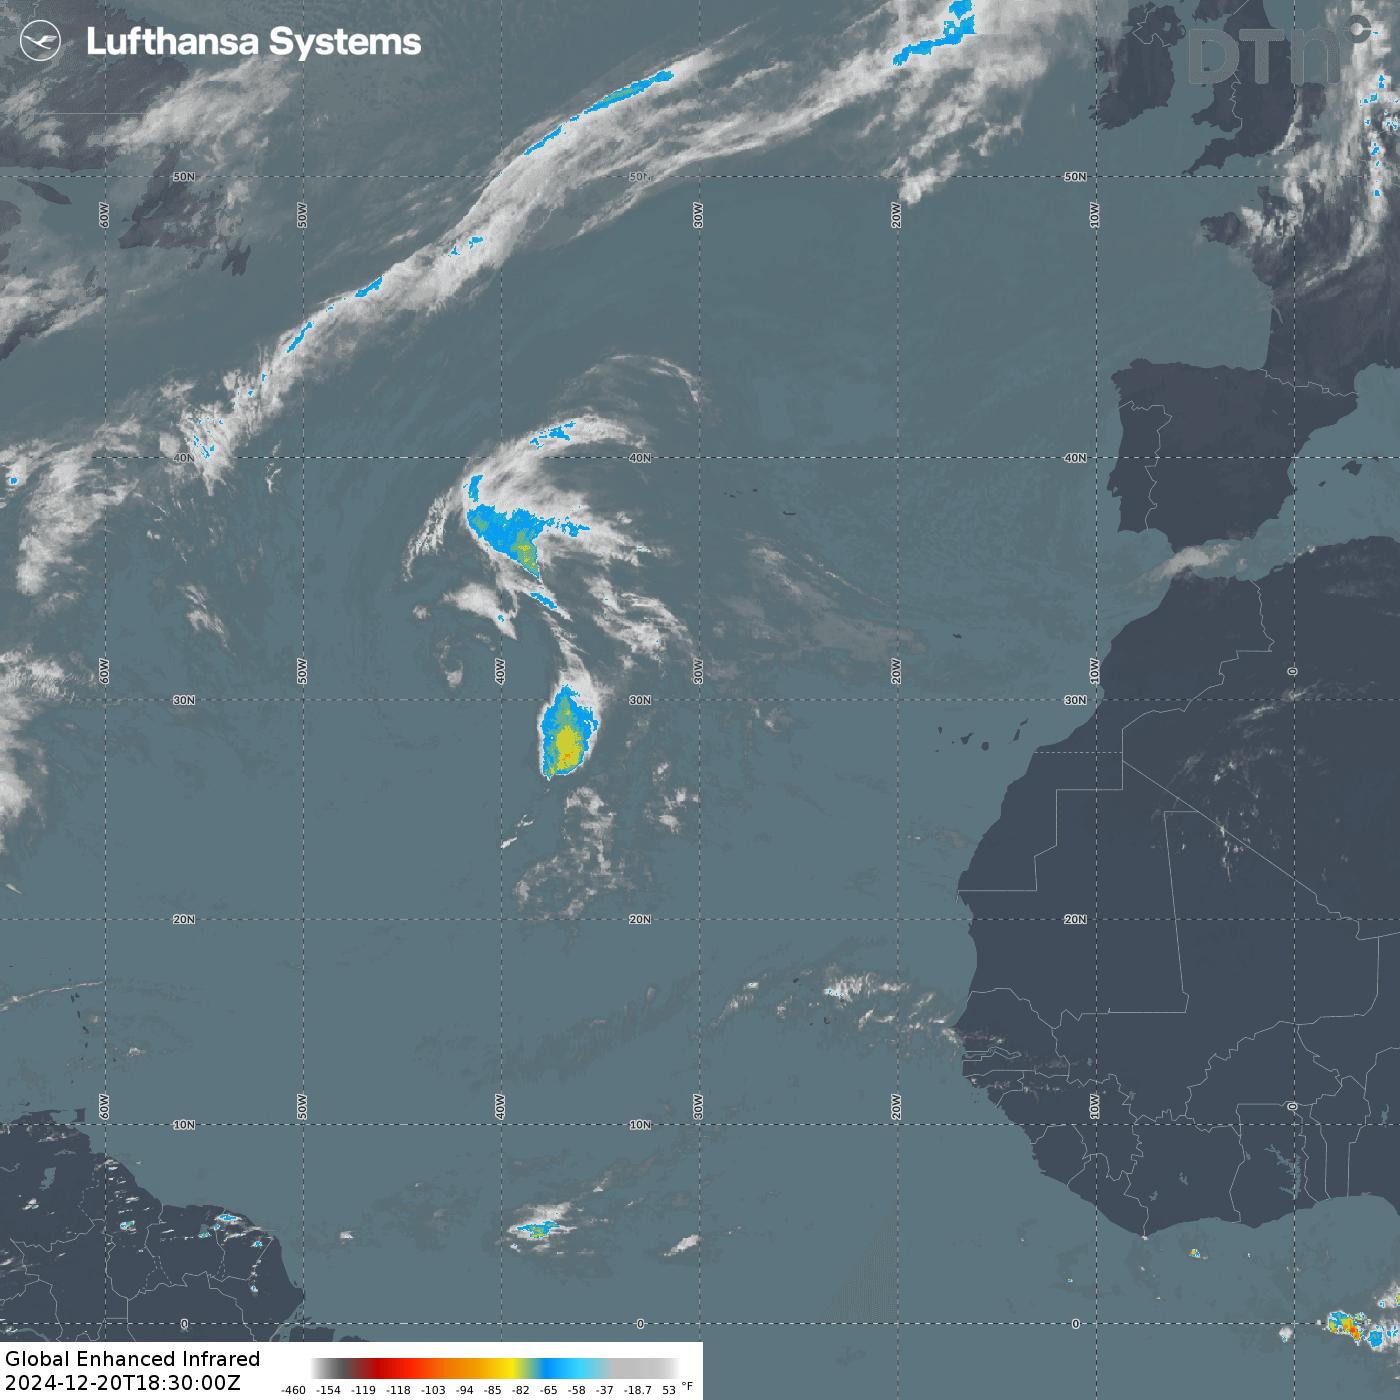 Lufthansa Systems
DTN
50N 50N 50N
60W 50W 30W 20W 10W
40N 40N 40N
60W 50W 40W 30W 20W 10W 0
30N 30N 30N
20N 20N 20N
60W 50W 40W 30W 20W 10W 0
10N 10N 10N
0 0 0
Global Enhanced Infrared
2024-12-20T18:30:00Z
-460 -154 -119 -118 -103 -94 -85 -82 -65 -58 -37 -18.7 53 °F